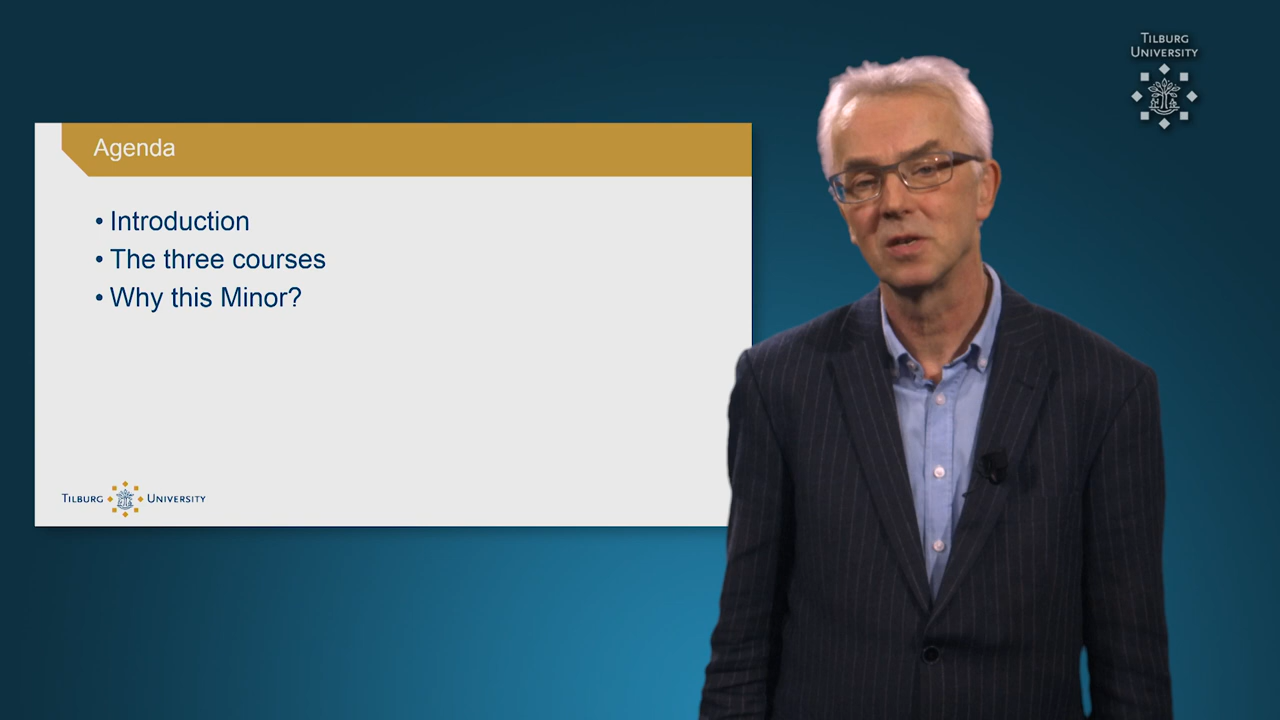 Agenda
• Introduction
• The three courses
• Why this Minor?
TILBURG UNIVERSITY
TILBURG
UNIVERSITY